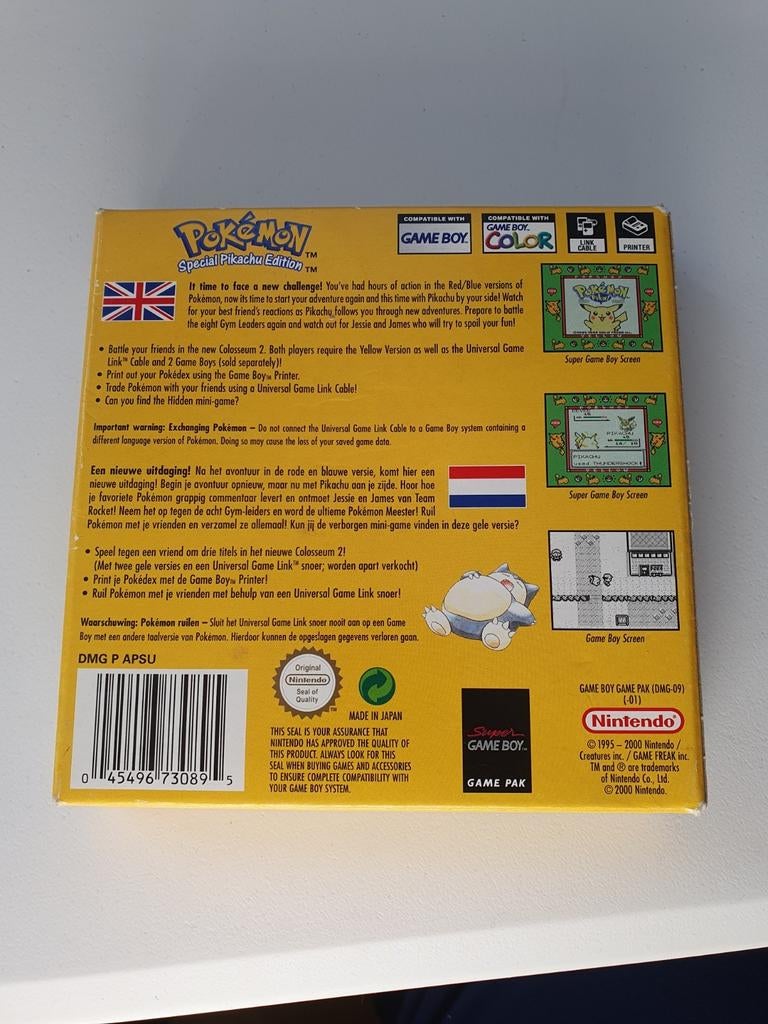 POKéMON™
Special Pikachu Edition™
COMPATIBLE WITH
GAME BOY
COMPATIBLE WITH
GAME BOY
COLOR
LINK
CABLE
PRINTER
It time to face a new challenge! You've had hours of action in the Red/Blue versions of
Pokémon, now its time to start your adventure again and this time with Pikachu by your side! Watch
for your best friend's reactions as Pikachu follows you through new adventures. Prepare to battle
the eight Gym Leaders again and watch out for Jessie and James who will try to spoil your fun!
• Battle your friends in the new Colosseum 2. Both players require the Yellow Version as well as the Universal Game
Link™ Cable and 2 Game Boys (sold separately)!
• Print out your Pokédex using the Game Boy™ Printer.
• Trade Pokémon with your friends using a Universal Game Link Cable!
• Can you find the Hidden mini-game?
Important warning: Exchanging Pokémon – Do not connect the Universal Game Link Cable to a Game Boy system containing a
different language version of Pokémon. Doing so may cause the loss of your saved game data.
POKéMON
Super Game Boy Screen
PIKACHU
PIKACHU
used THUNDERSHOCK!
Super Game Boy Screen
Game Boy Screen
Een nieuwe uitdaging! Na het avontuur in de rode en blauwe versie, komt hier een
nieuwe uitdaging! Begin je avontuur opnieuw, maar nu met Pikachu aan je zijde. Hoor hoe
je favoriete Pokémon grappig commentaar levert en ontmoet Jessie en James van Team
Rocket! Neem het op tegen de acht Gym-leiders en word de ultieme Pokémon Meester! Ruil
Pokémon met je vrienden en verzamel ze allemaal! Kun jij de verborgen mini-game vinden in deze gele versie?
• Speel tegen een vriend om drie titels in het nieuwe Colosseum 2!
(Met twee gele versies en een Universal Game Link™ snoer; worden apart verkocht)
• Print je Pokédex met de Game Boy™ Printer!
• Ruil Pokémon met je vrienden met behulp van een Universal Game Link snoer!
Waarschuwing: Pokémon ruilen – Sluit het Universal Game Link snoer nooit aan op een Game
Boy met een andere taalversie van Pokémon. Hierdoor kunnen de opgeslagen gegevens verloren gaan.
DMG P APSU
0 45496 73089 5
Original
Nintendo
Seal of
Quality
TM
MADE IN JAPAN
THIS SEAL IS YOUR ASSURANCE THAT
NINTENDO HAS APPROVED THE QUALITY OF
THIS PRODUCT. ALWAYS LOOK FOR THIS
SEAL WHEN BUYING GAMES AND ACCESSORIES
TO ENSURE COMPLETE COMPATIBILITY WITH
YOUR GAME BOY SYSTEM.
Super
GAME BOY™
GAME PAK
GAME BOY GAME PAK (DMG-09)
(-01)
Nintendo®
© 1995 – 2000 Nintendo /
Creatures inc. / GAME FREAK inc.
TM and ® are trademarks
of Nintendo Co., Ltd.
© 2000 Nintendo.